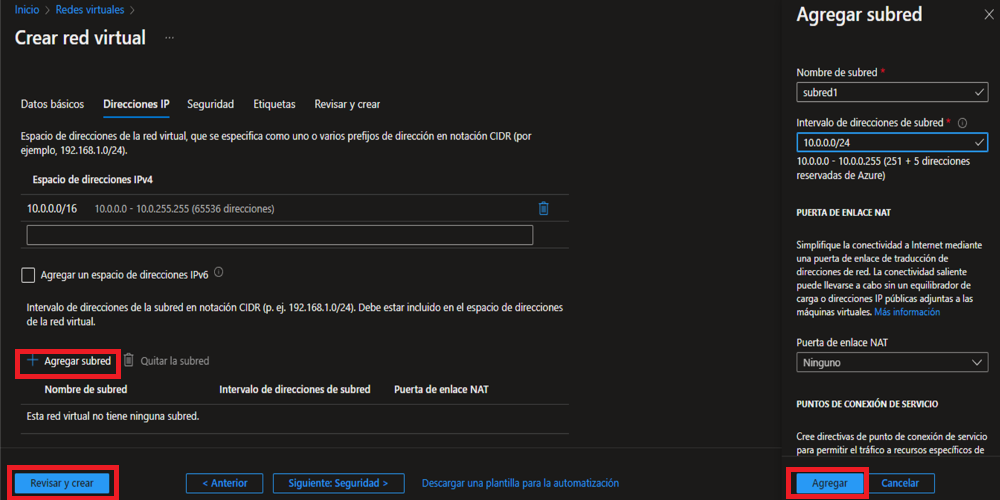 Inicio > Redes virtuales >
Crear red virtual ...
Datos básicos Direcciones IP Seguridad Etiquetas Revisar y crear
Espacio de direcciones de la red virtual, que se especifica como uno o varios prefijos de dirección en notación CIDR (por
ejemplo, 192.168.1.0/24).
Espacio de direcciones IPv4
10.0.0.0/16 10.0.0.0 - 10.0.255.255 (65536 direcciones)
Agregar un espacio de direcciones IPv6
Intervalo de direcciones de la subred en notación CIDR (p. ej. 192.168.1.0/24). Debe estar incluido en el espacio de direcciones
de la red virtual.
+ Agregar subred Quitar la subred
Nombre de subred Intervalo de direcciones de subred Puerta de enlace NAT
Esta red virtual no tiene ninguna subred.
Revisar y crear < Anterior Siguiente: Seguridad > Descargar una plantilla para la automatización
Agregar subred
Nombre de subred *
subred1
Intervalo de direcciones de subred *
10.0.0.0/24
10.0.0.0 - 10.0.0.255 (251 + 5 direcciones
reservadas de Azure)
PUERTA DE ENLACE NAT
Simplifique la conectividad a Internet mediante
una puerta de enlace de traducción de
direcciones de red. La conectividad saliente
puede llevarse a cabo sin un equilibrador de
carga o direcciones IP públicas adjuntas a las
máquinas virtuales. Más información
Puerta de enlace NAT
Ninguno
PUNTOS DE CONEXIÓN DE SERVICIO
Cree directivas de punto de conexión de servicio
para permitir el tráfico a recursos específicos de
Agregar Cancelar